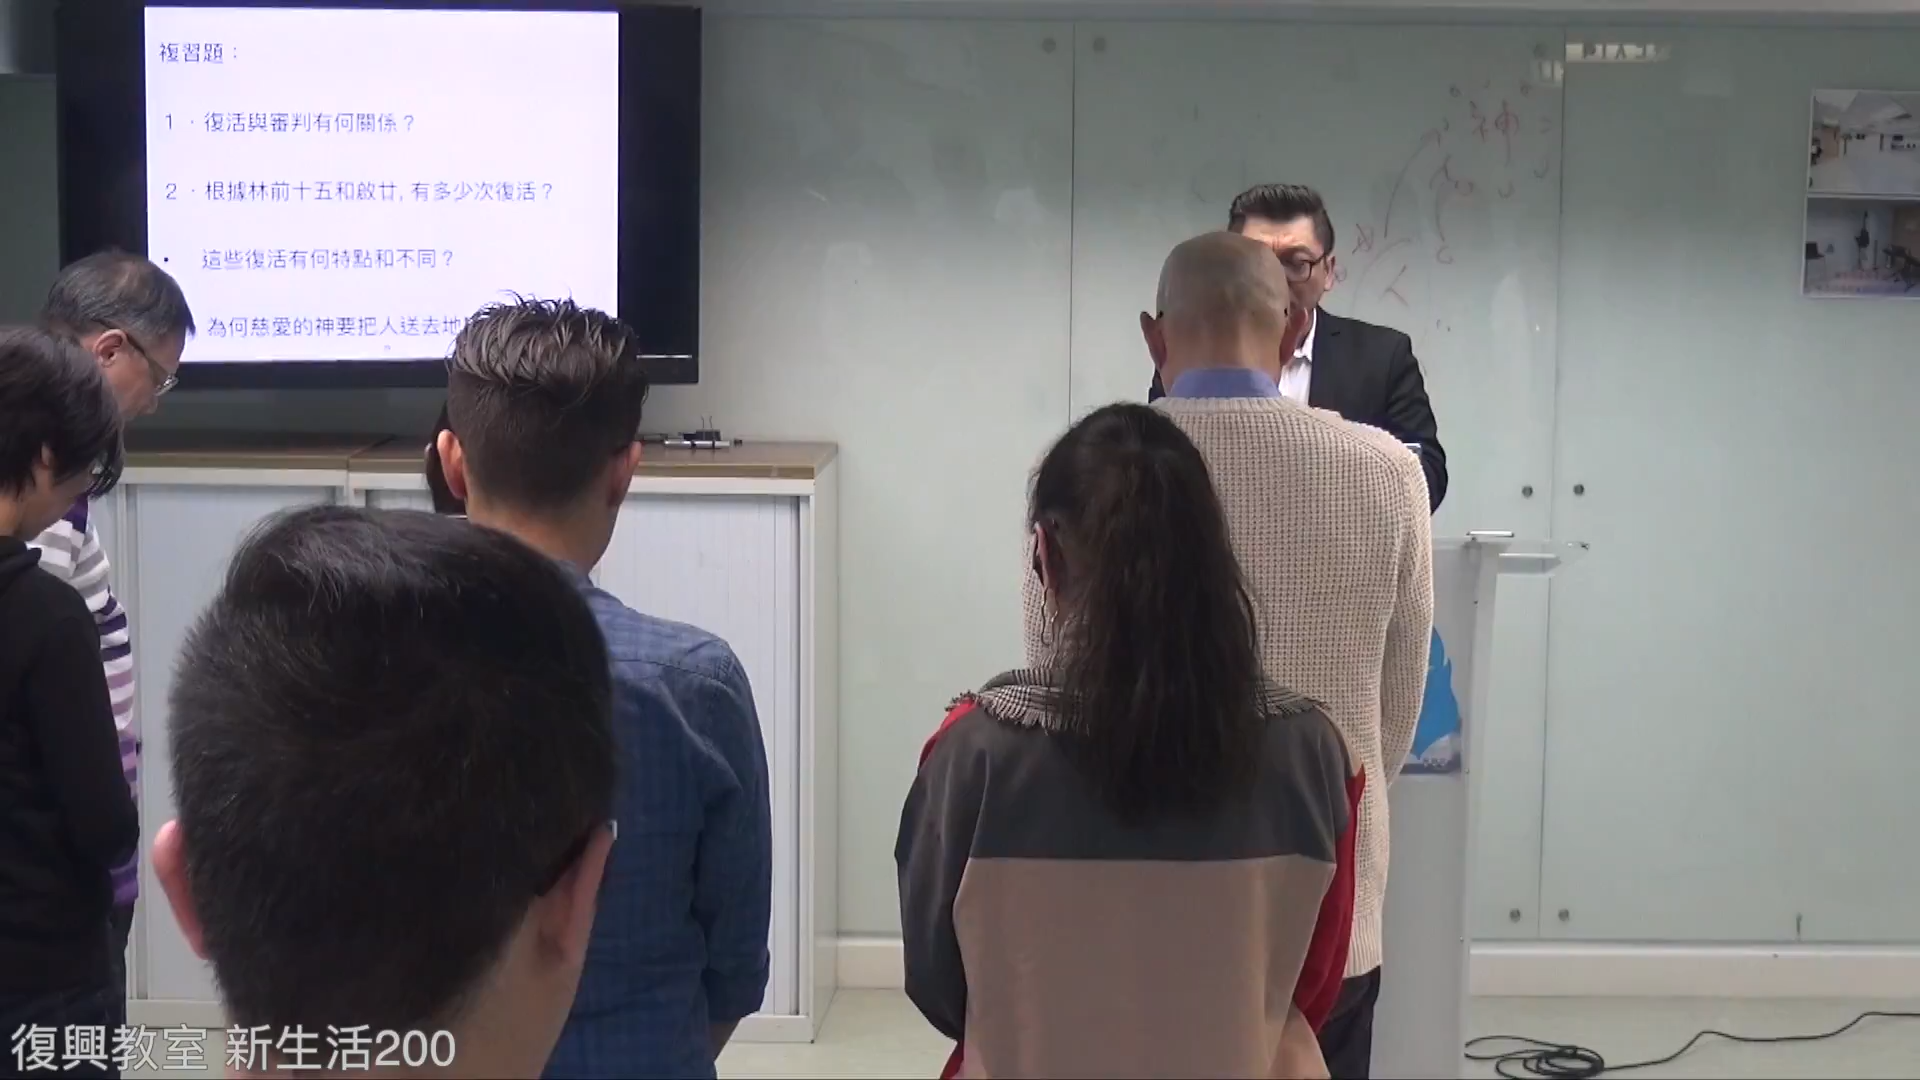 複習題：
1 · 復活與審判有何關係？
2 · 根據林前十五和啟廿, 有多少次復活？
• 這些復活有何特點和不同？
為何慈愛的神要把人送去地
神
人
復興教室 新生活200